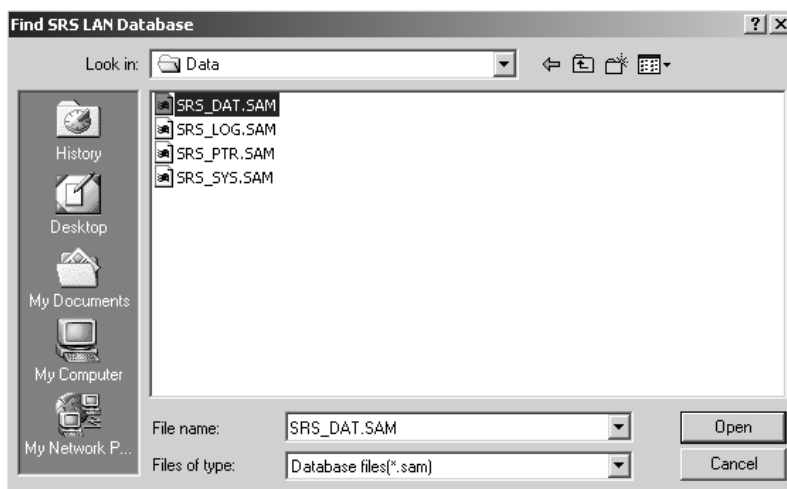 Find SRS LAN Database
Look in: Data
SRS_DAT.SAM
SRS_LOG.SAM
SRS_PTR.SAM
SRS_SYS.SAM
History
Desktop
My Documents
My Computer
My Network P...
File name: SRS_DAT.SAM Open
Files of type: Database files(*.sam) Cancel